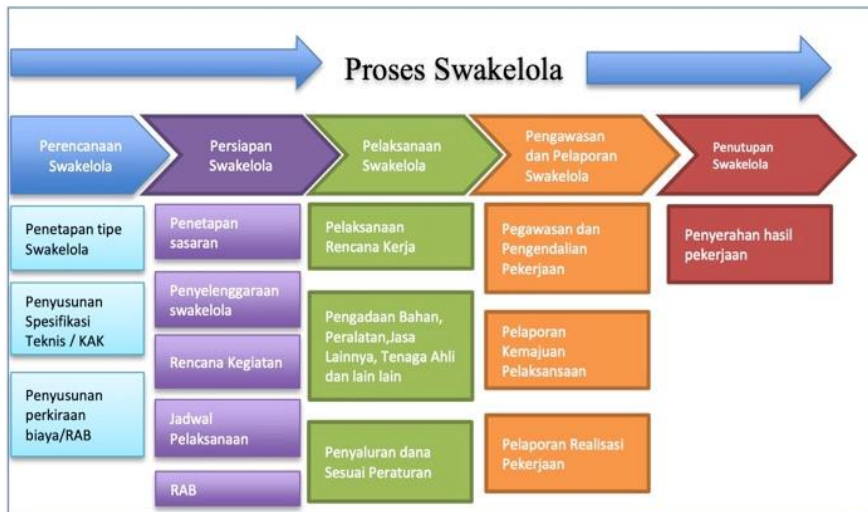 Proses Swakelola
Perencanaan
Swakelola
Persiapan
Swakelola
Pelaksanaan
Swakelola
Pengawasan
dan Pelaporan
Swakelola
Penutupan
Swakelola
Penetapan tipe
Swakelola
Penyusunan
Spesifikasi
Teknis / KAK
Penyusunan
perkiraan
biaya/RAB
Penetapan
sasaran
Penyelenggaraan
swakelola
Rencana Kegiatan
Jadwal
Pelaksanaan
RAB
Pelaksanaan
Rencana Kerja
Pengadaan Bahan,
Peralatan,Jasa
Lainnya, Tenaga Ahli
dan lain lain
Penyaluran dana
Sesuai Peraturan
Pegawasan dan
Pengendalian
Pekerjaan
Pelaporan
Kemajuan
Pelaksansaan
Pelaporan Realisasi
Pekerjaan
Penyerahan hasil
pekerjaan